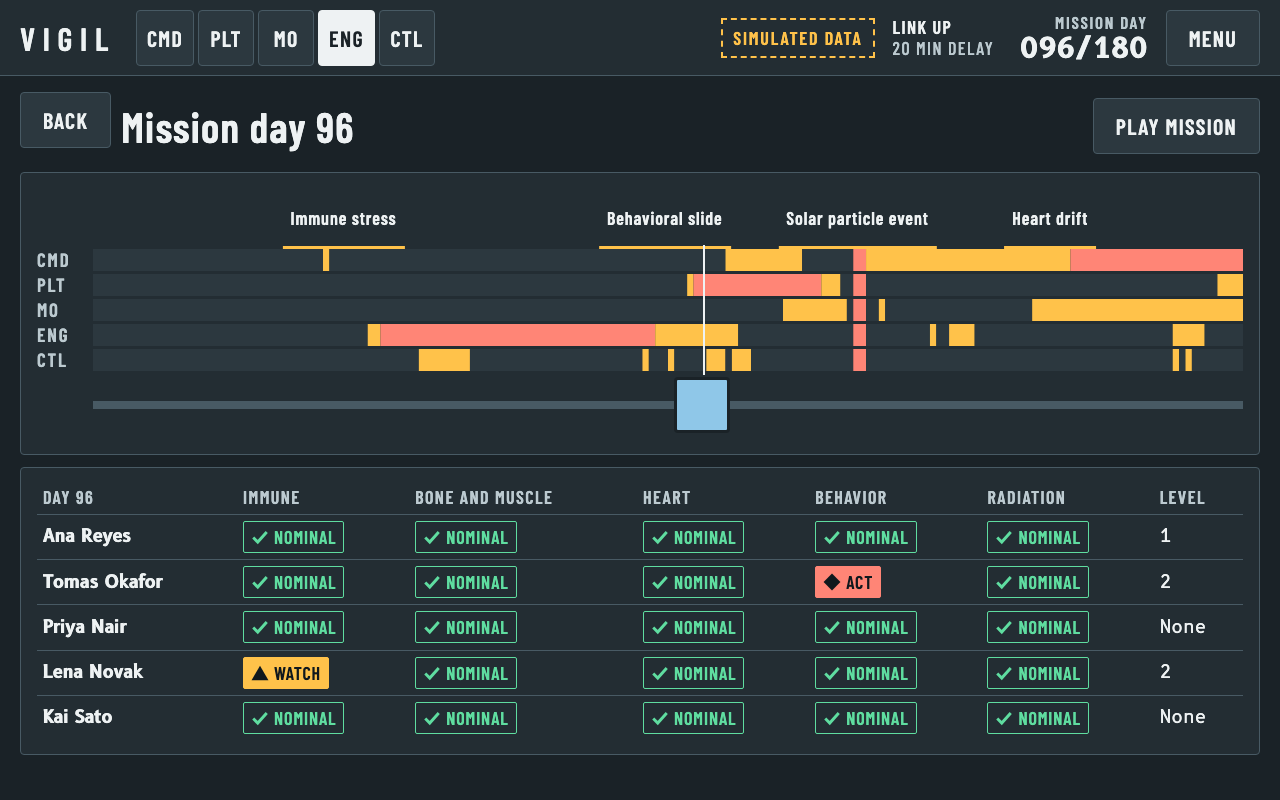 VIGIL CMD PLT MO ENG CTL SIMULATED DATA LINK UP 20 MIN DELAY MISSION DAY 096/180 MENU
BACK Mission day 96 PLAY MISSION
Immune stress Behavioral slide Solar particle event Heart drift
CMD
PLT
MO
ENG
CTL
DAY 96 IMMUNE BONE AND MUSCLE HEART BEHAVIOR RADIATION LEVEL
Ana Reyes NOMINAL NOMINAL NOMINAL NOMINAL NOMINAL 1
Tomas Okafor NOMINAL NOMINAL NOMINAL ACT NOMINAL 2
Priya Nair NOMINAL NOMINAL NOMINAL NOMINAL NOMINAL None
Lena Novak WATCH NOMINAL NOMINAL NOMINAL NOMINAL 2
Kai Sato NOMINAL NOMINAL NOMINAL NOMINAL NOMINAL None